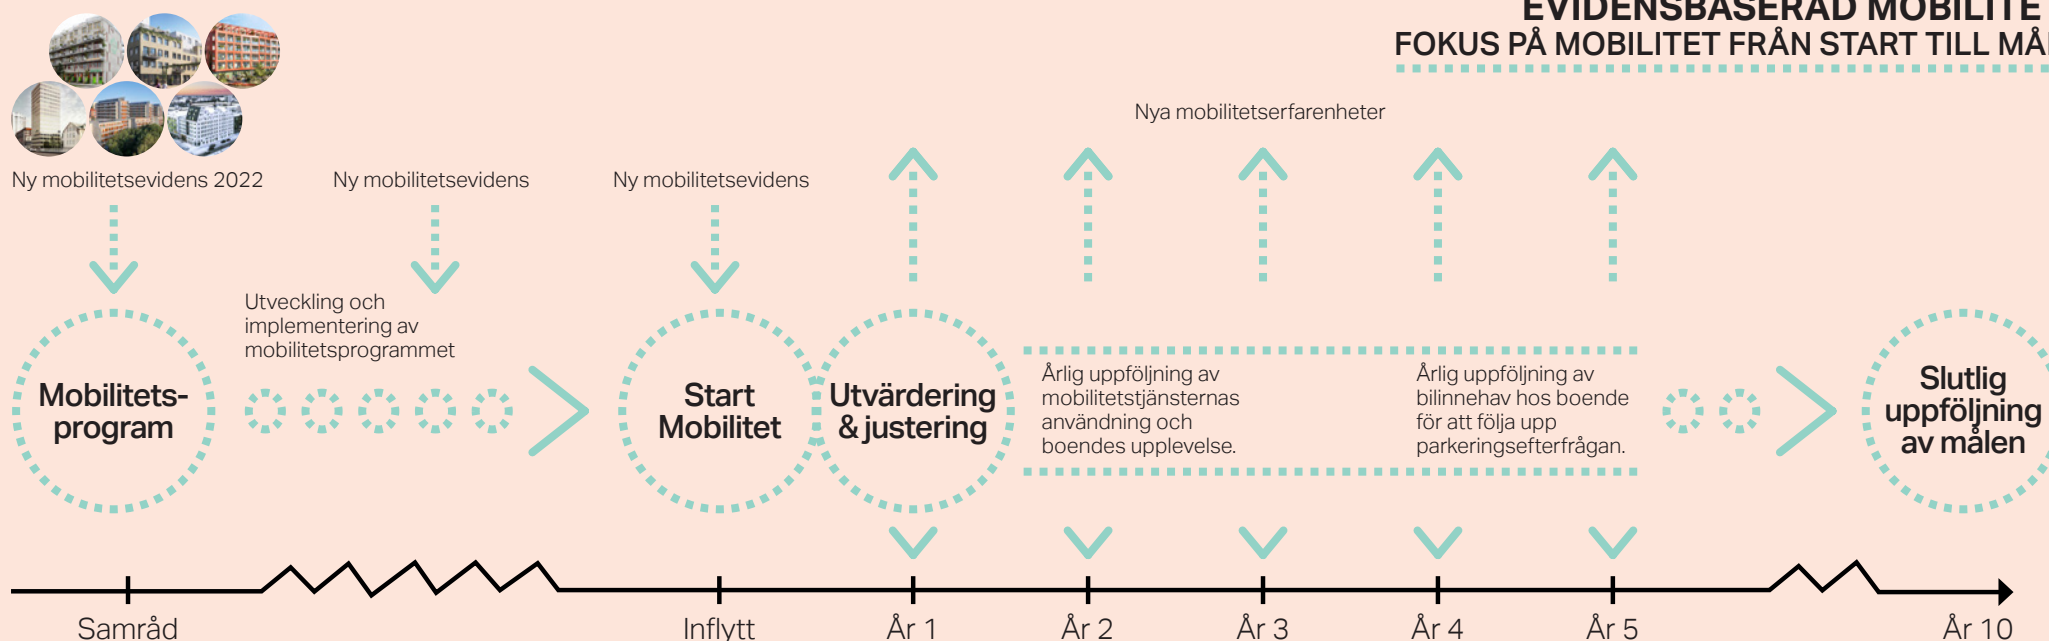 EVIDENSBASERAD MOBILITE
FOKUS PÅ MOBILITET FRÅN START TILL MÅ
Nya mobilitetserfarenheter
Ny mobilitetsevidens 2022
Ny mobilitetsevidens
Ny mobilitetsevidens
Utveckling och
implementering av
mobilitetsprogrammet
Mobilitets-
program
Start
Mobilitet
Utvärdering
& justering
Årlig uppföljning av
mobilitetstjänsternas
användning och
boendes upplevelse.
Årlig uppföljning av
bilinnehav hos boende
för att följa upp
parkeringsefterfrågan.
Slutlig
uppföljning
av målen
Samråd
Inflytt
År 1
År 2
År 3
År 4
År 5
År 10